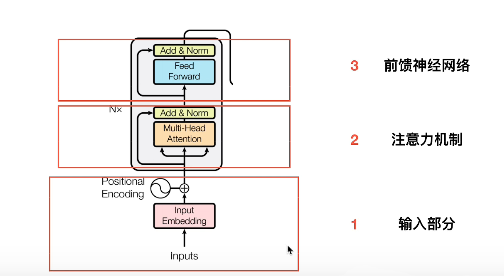 Add & Norm
Feed
Forward
3 前馈神经网络
Nx
Add & Norm
Multi-Head
Attention
2 注意力机制
Positional
Encoding
Input
Embedding
1 输入部分
Inputs